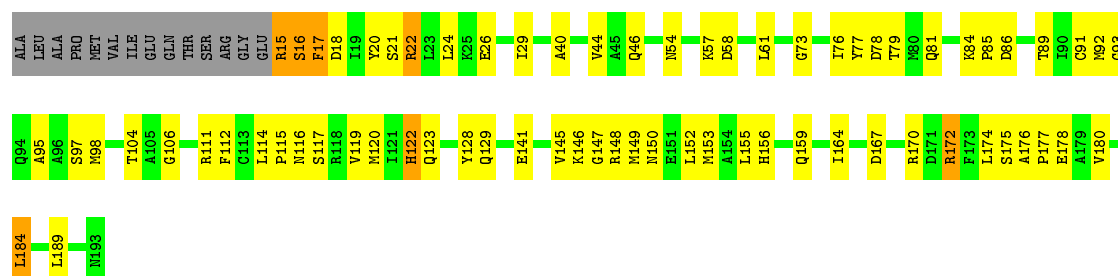 ALA LEU ALA PRO MET VAL ILE GLU GLN THR SER ARG GLY GLU R15 S16 F17 D18 I19 Y20 S21 R22 L23 L24 K25 E26 I29 A40 V44 A45 Q46 N54 K57 D58 L61 G73 I76 Y77 D78 T79 M80 Q81 K84 P85 D86 T89 I90 C91 M92 C93
Q94 A95 A96 S97 M98 T104 A105 G106 R111 F112 C113 L114 P115 N116 S117 R118 V119 M120 I121 H122 Q123 Y128 Q129 E141 V145 K146 G147 R148 M149 N150 E151 L152 M153 A154 L155 H156 Q159 I164 D167 R170 D171 R172 F173 L174 S175 A176 P177 E178 A179 V180
L184 L189 N193